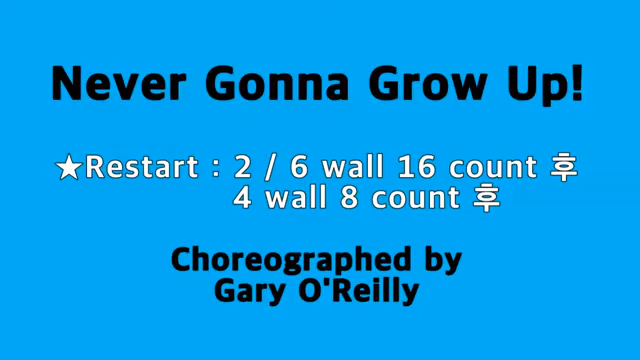 Never Gonna Grow Up!
★Restart : 2 / 6 wall 16 count 후
4 wall 8 count 후
Choreographed by
Gary O'Reilly